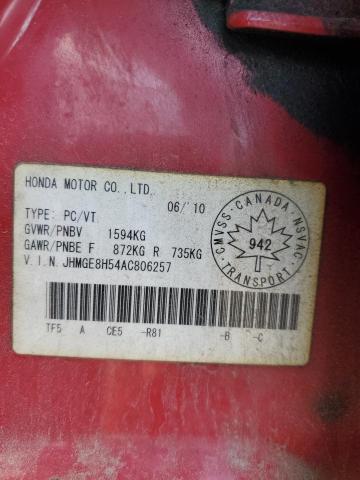 HONDA MOTOR CO.,LTD.
06/'10
TYPE: PC/VT
GVWR/PNBV 1594KG
GAWR/PNBE F 872KG R 735KG
V.I.N.JHMGE8H54AC806257
CMVSS·CANADA·NSVAC
942
·TRANSPORT·
TF5 A CE5 -R81 -B -C